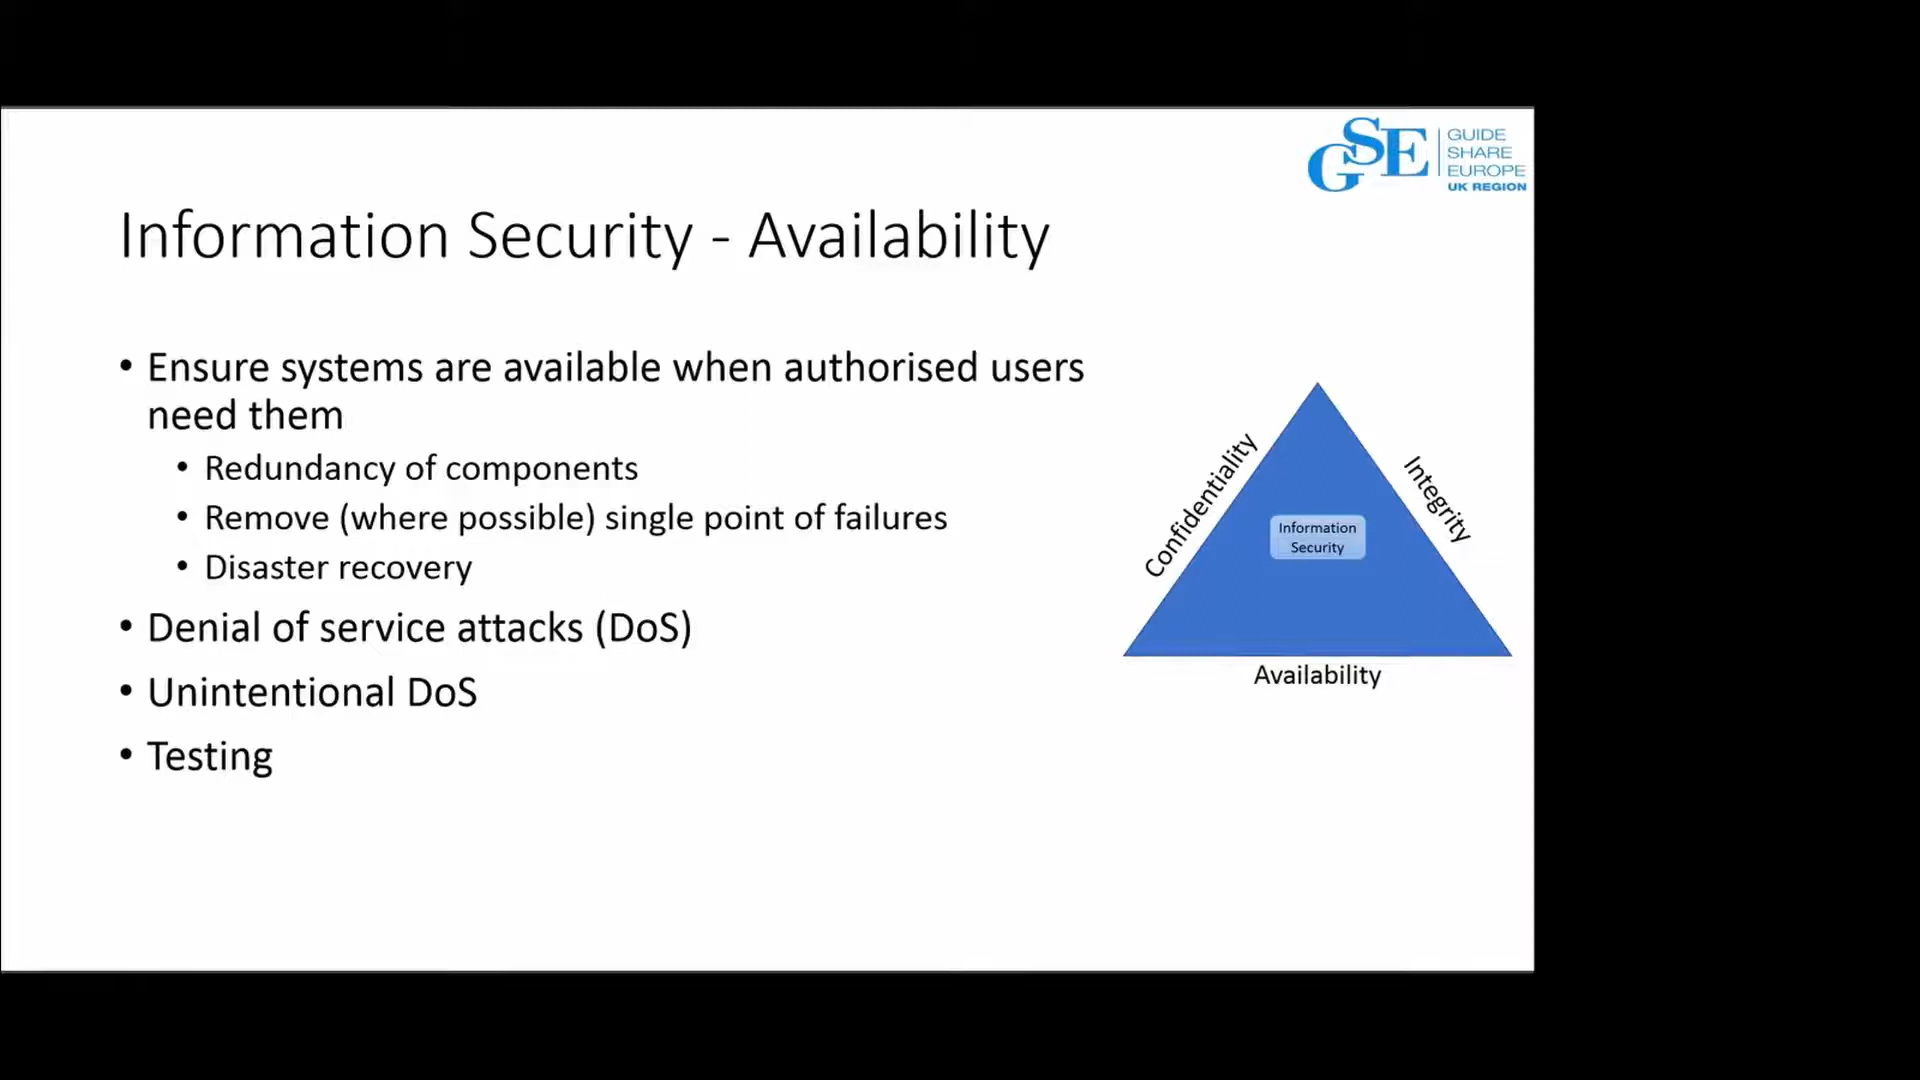 GSE
GUIDE
SHARE
EUROPE
UK REGION
Information Security - Availability
• Ensure systems are available when authorised users
need them
• Redundancy of components
• Remove (where possible) single point of failures
• Disaster recovery
• Denial of service attacks (DoS)
• Unintentional DoS
• Testing
Confidentiality
Integrity
Information
Security
Availability